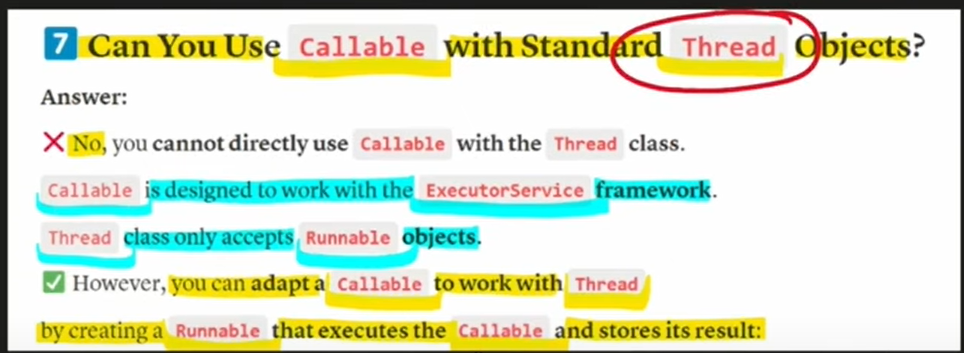 7 Can You Use Callable with Standard Thread Objects?
Answer:
❌ No, you cannot directly use Callable with the Thread class.
Callable is designed to work with the ExecutorService framework.
Thread class only accepts Runnable objects.
✅ However, you can adapt a Callable to work with Thread
by creating a Runnable that executes the Callable and stores its result: